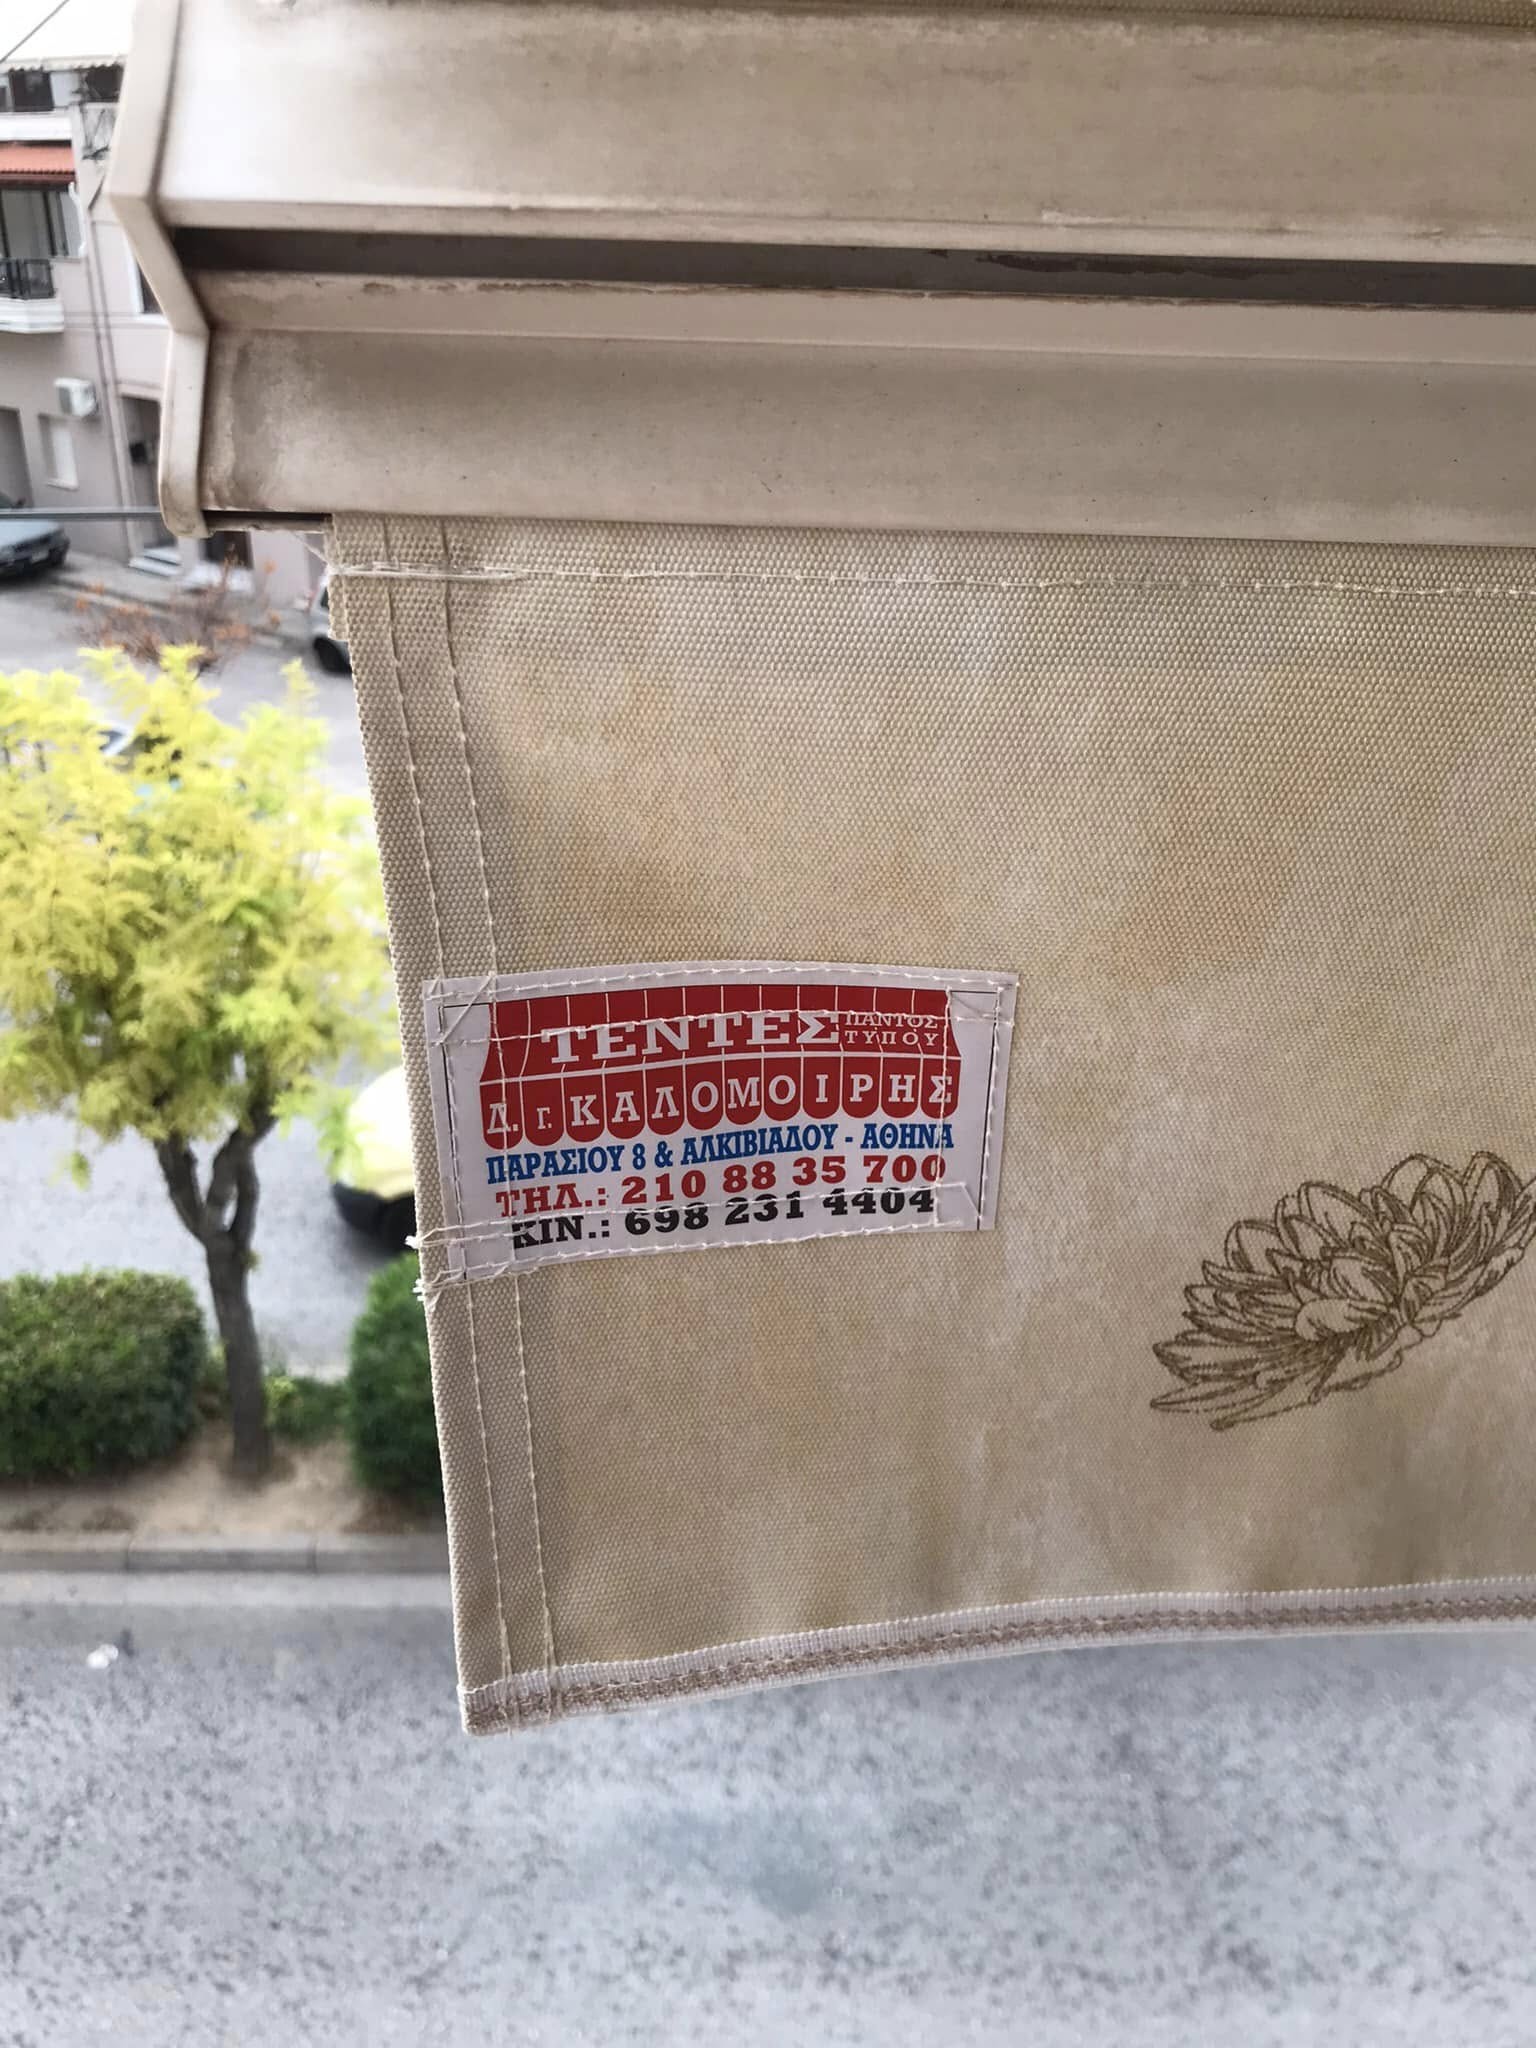 ΤΕΝΤΕΣ ΠΑΝΤΟΣ ΤΥΠΟΥ
Δ. Γ. ΚΑΛΟΜΟΙΡΗΣ
ΠΑΡΑΣΙΟΥ 8 & ΑΛΚΙΒΙΑΔΟΥ - ΑΘΗΝΑ
ΤΗΛ.: 210 88 35 700
ΚΙΝ.: 698 231 4404